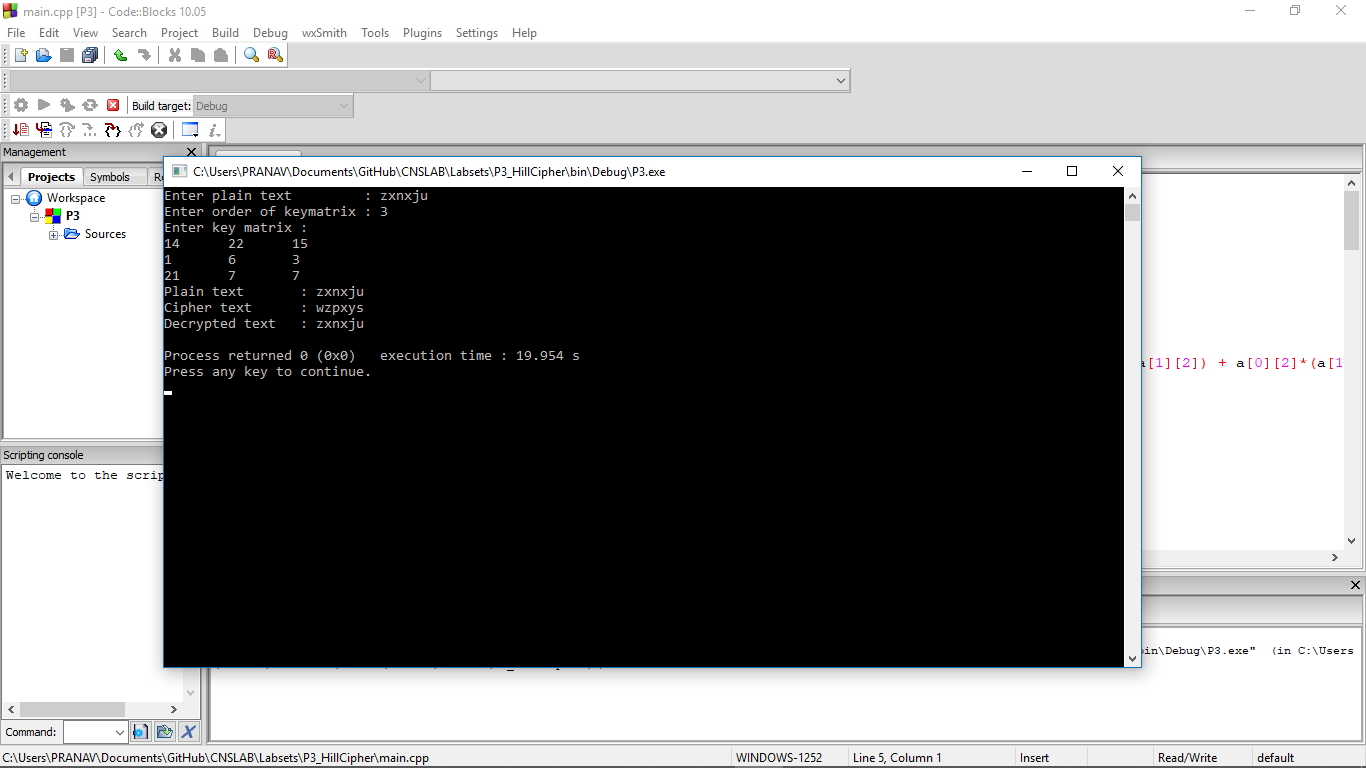 main.cpp [P3] - Code::Blocks 10.05
File Edit View Search Project Build Debug wxSmith Tools Plugins Settings Help
Build target: Debug
Management
Projects Symbols
C:\Users\PRANAV\Documents\GitHub\CNSLAB\Labsets\P3_HillCipher\bin\Debug\P3.exe
Workspace
P3
Sources
Enter plain text : zxnxju
Enter order of keymatrix : 3
Enter key matrix :
14 22 15
1 6 3
21 7 7
Plain text : zxnxju
Cipher text : wzpxys
Decrypted text : zxnxju
Process returned 0 (0x0) execution time : 19.954 s
Press any key to continue.
a[1][2]) + a[0][2]*(a[1
Scripting console
Welcome to the scrip
bin\Debug\P3.exe" (in C:\Users
Command:
C:\Users\PRANAV\Documents\GitHub\CNSLAB\Labsets\P3_HillCipher\main.cpp WINDOWS-1252 Line 5, Column 1 Insert Read/Write default